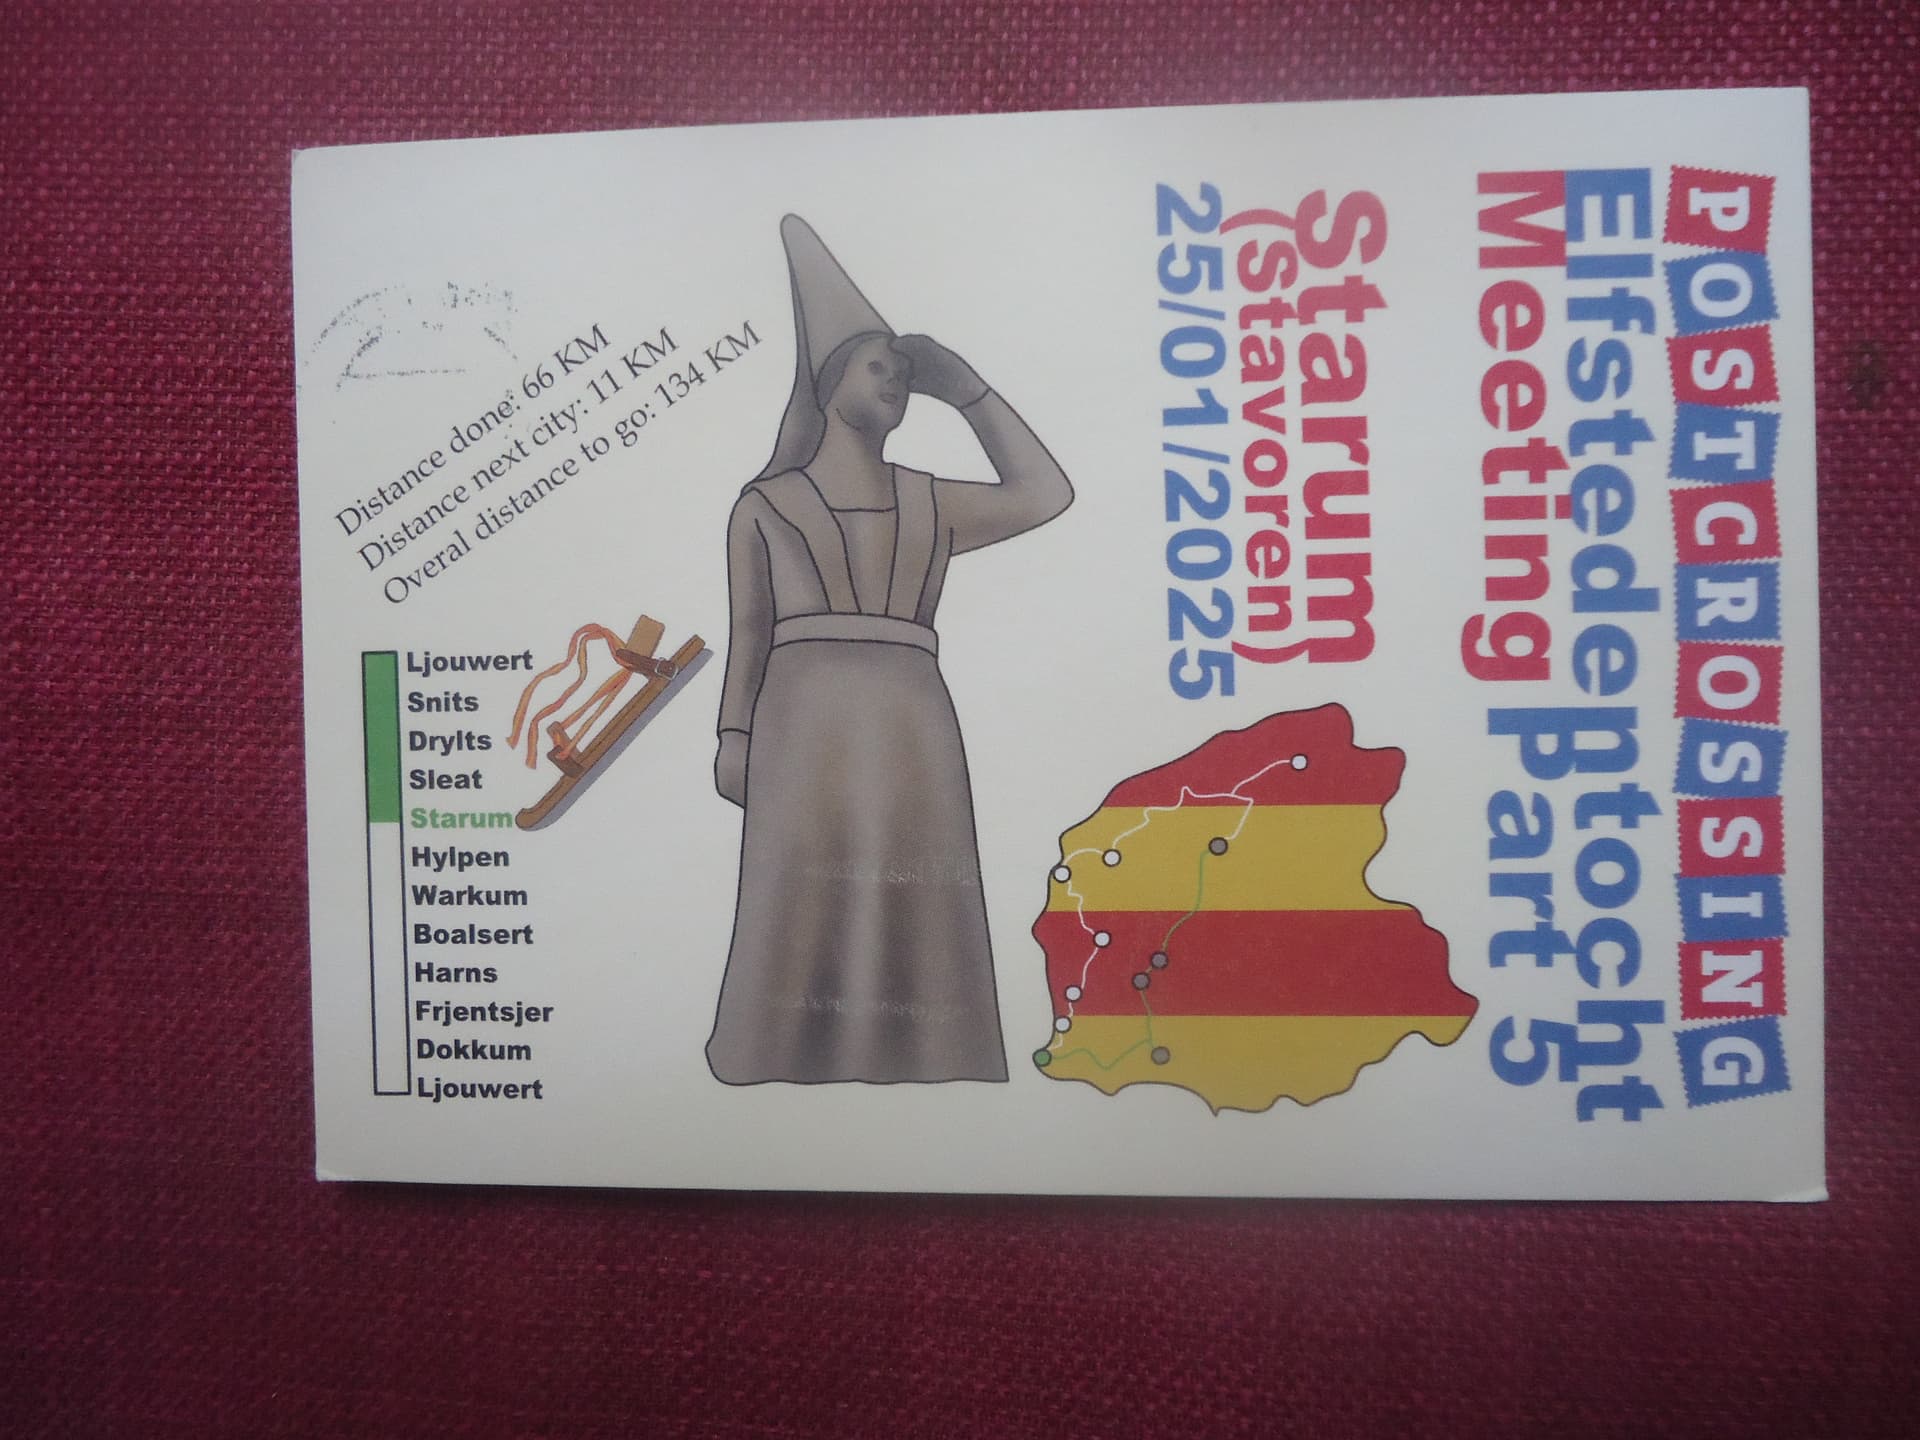 POSTCROSSING
Elfstedentocht
Meeting Part 5
Starum
(Stavoren)
25/01/2025
Distance done: 66 KM
Distance next city: 11 KM
Overal distance to go: 134 KM
Ljouwert
Snits
Drylts
Sleat
Starum
Hylpen
Warkum
Boalsert
Harns
Frjentsjer
Dokkum
Ljouwert